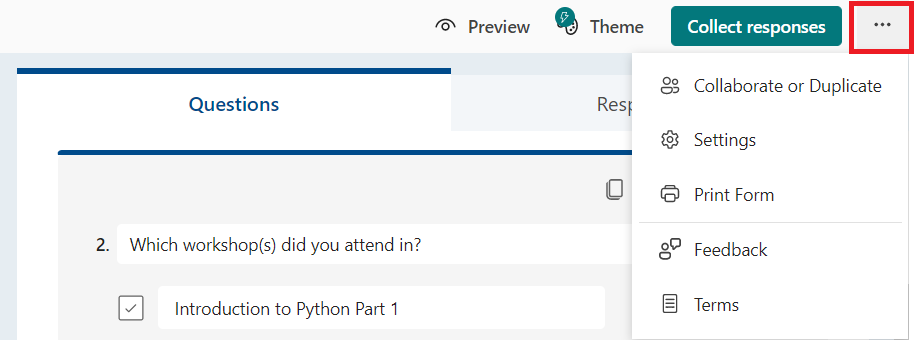 Preview
Theme
Collect responses
...
Questions
Resp
Collaborate or Duplicate
Settings
Print Form
Feedback
Terms
2. Which workshop(s) did you attend in?
Introduction to Python Part 1